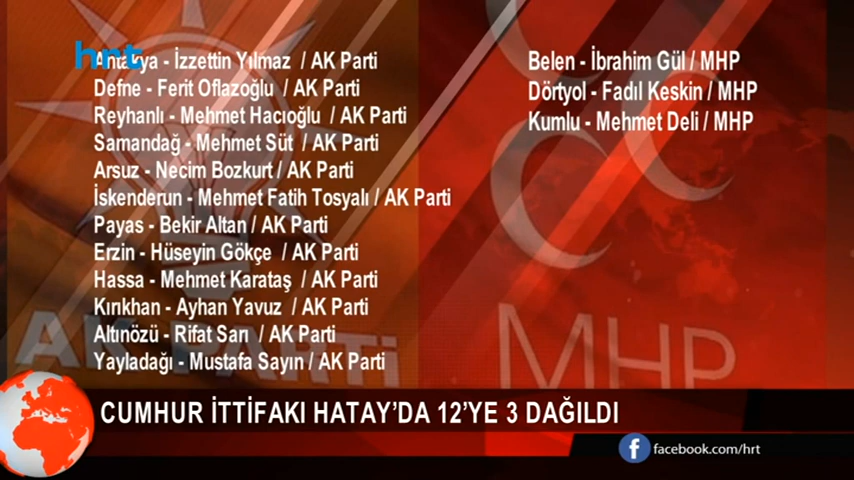 hrt
Antakya - İzzettin Yılmaz / AK Parti
Defne - Ferit Oflazoğlu / AK Parti
Reyhanlı - Mehmet Hacıoğlu / AK Parti
Samandağ - Mehmet Süt / AK Parti
Arsuz - Necim Bozkurt / AK Parti
İskenderun - Mehmet Fatih Tosyalı / AK Parti
Payas - Bekir Altan / AK Parti
Erzin - Hüseyin Gökçe / AK Parti
Hassa - Mehmet Karataş / AK Parti
Kırıkhan - Ayhan Yavuz / AK Parti
Altınözü - Rifat Sarı / AK Parti
Yayladağı - Mustafa Sayın / AK Parti
Belen - İbrahim Gül / MHP
Dörtyol - Fadıl Keskin / MHP
Kumlu - Mehmet Deli / MHP
AK PARTİ
MHP
CUMHUR İTTİFAKI HATAY'DA 12'YE 3 DAĞILDI
facebook.com/hrt